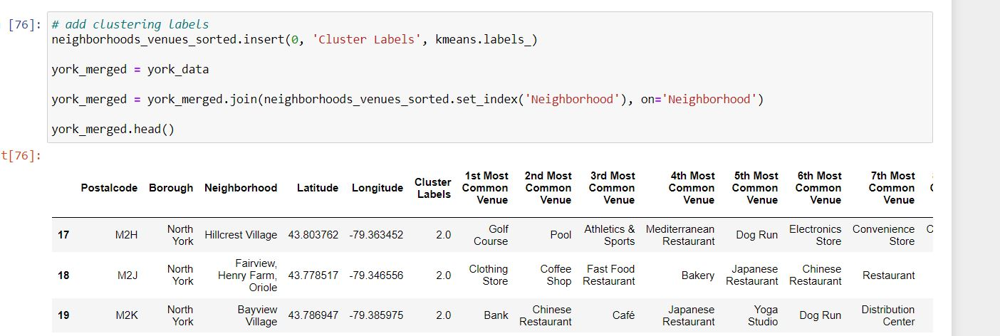 [76]:
# add clustering labels
neighborhoods_venues_sorted.insert(0, 'Cluster Labels', kmeans.labels_)
york_merged = york_data
york_merged = york_merged.join(neighborhoods_venues_sorted.set_index('Neighborhood'), on='Neighborhood')
york_merged.head()
t[76]:
Postalcode Borough Neighborhood Latitude Longitude Cluster Labels 1st Most Common Venue 2nd Most Common Venue 3rd Most Common Venue 4th Most Common Venue 5th Most Common Venue 6th Most Common Venue 7th Most Common Venue
17 M2H North York Hillcrest Village 43.803762 -79.363452 2.0 Golf Course Pool Athletics & Sports Mediterranean Restaurant Dog Run Electronics Store Convenience Store
18 M2J North York Fairview, Henry Farm, Oriole 43.778517 -79.346556 2.0 Clothing Store Coffee Shop Fast Food Restaurant Bakery Japanese Restaurant Chinese Restaurant Restaurant
19 M2K North York Bayview Village 43.786947 -79.385975 2.0 Bank Chinese Restaurant Café Japanese Restaurant Yoga Studio Dog Run Distribution Center